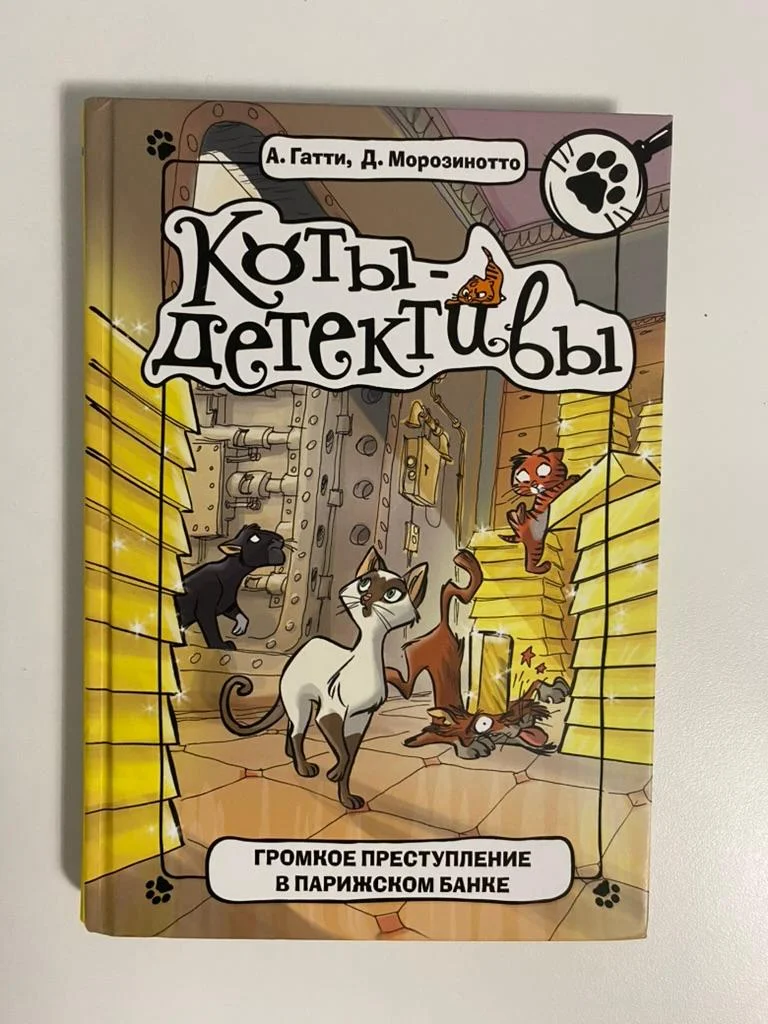 А. Гатти, Д. Морозинотто
Коты-
детективы
ГРОМКОЕ ПРЕСТУПЛЕНИЕ
В ПАРИЖСКОМ БАНКЕ